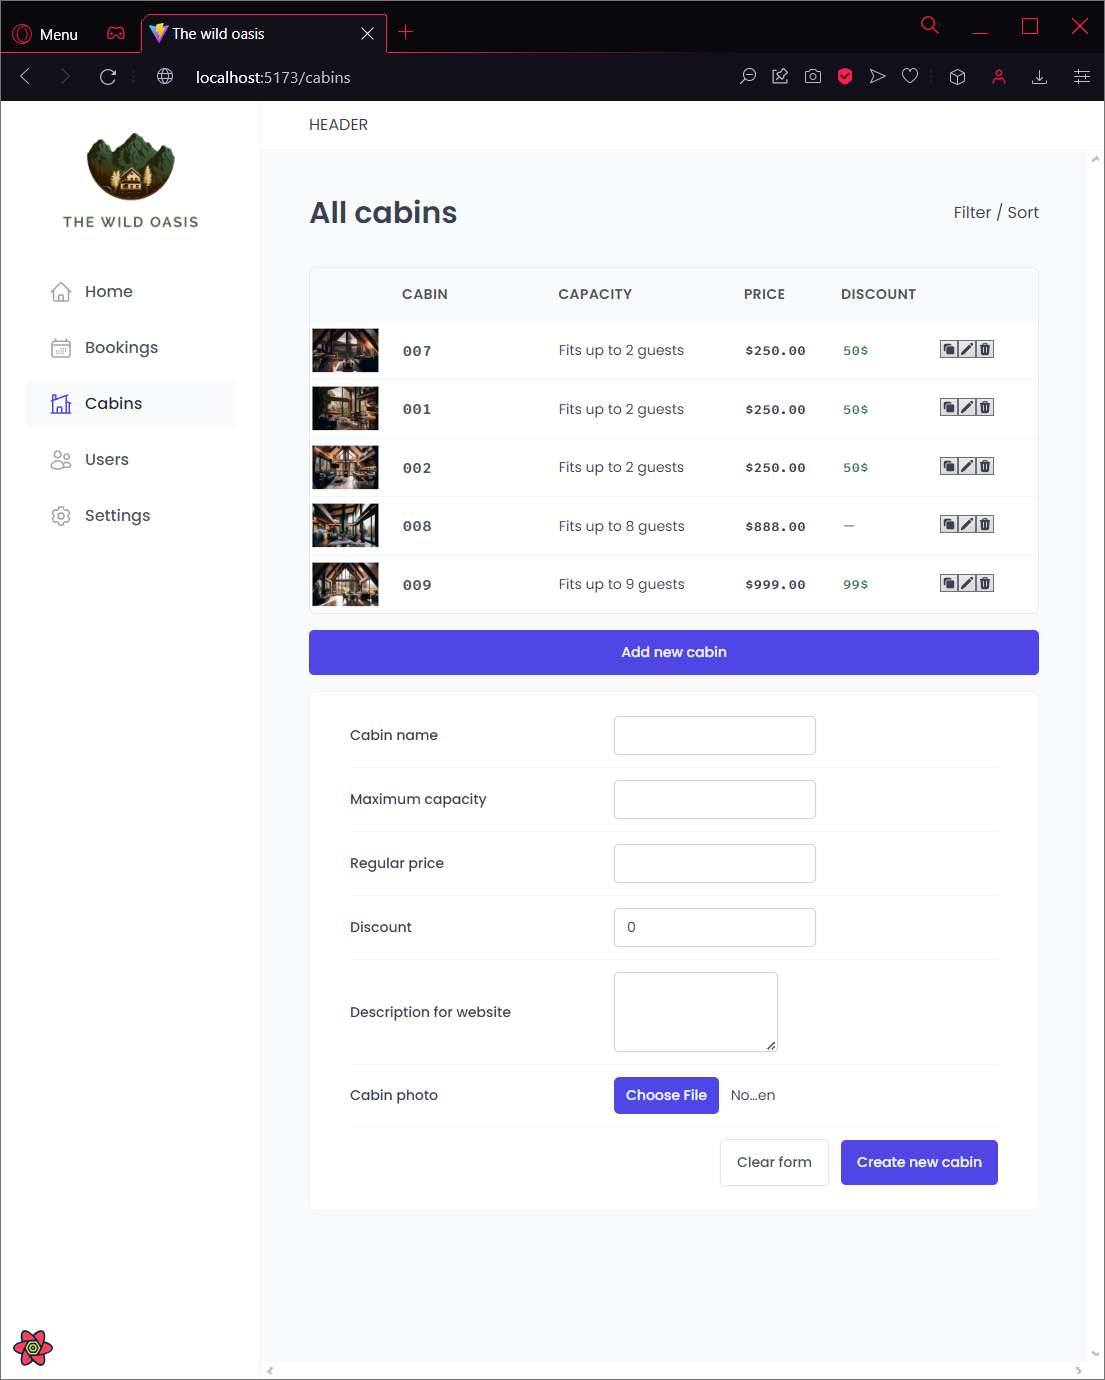 Menu
The wild oasis
localhost:5173/cabins
THE WILD OASIS
Home
Bookings
Cabins
Users
Settings
HEADER
All cabins
Filter / Sort
CABIN CAPACITY PRICE DISCOUNT
007 Fits up to 2 guests $250.00 50$
001 Fits up to 2 guests $250.00 50$
002 Fits up to 2 guests $250.00 50$
008 Fits up to 8 guests $888.00 —
009 Fits up to 9 guests $999.00 99$
Add new cabin
Cabin name
Maximum capacity
Regular price
Discount 0
Description for website
Cabin photo Choose File No...en
Clear form Create new cabin